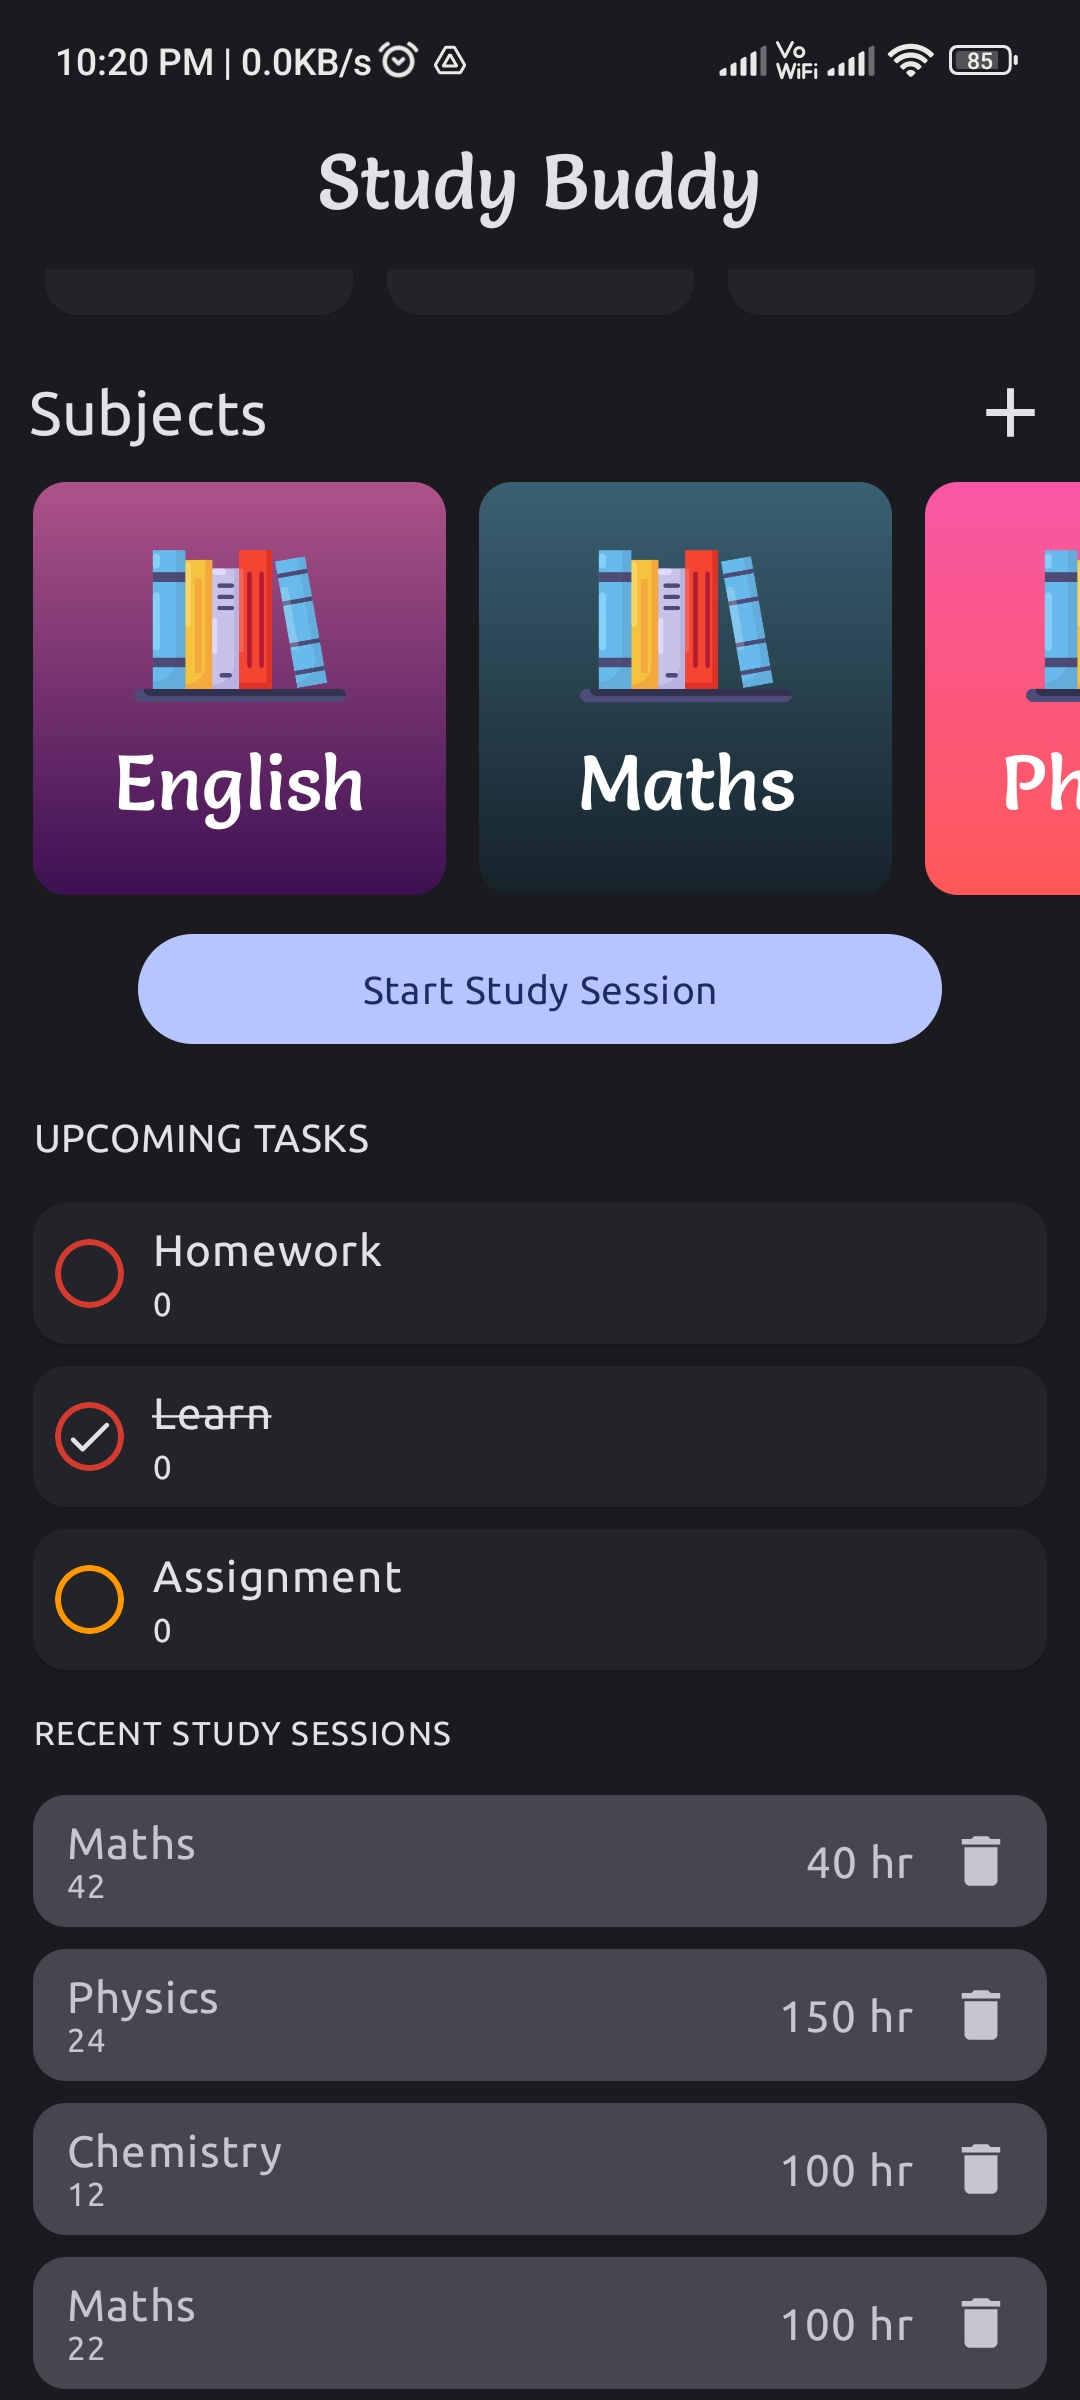 10:20 PM | 0.0KB/s
Vo
WiFi
85
Study Buddy
Subjects
English
Maths
Ph
Start Study Session
UPCOMING TASKS
Homework
0
Learn
0
Assignment
0
RECENT STUDY SESSIONS
Maths
42
40 hr
Physics
24
150 hr
Chemistry
12
100 hr
Maths
22
100 hr